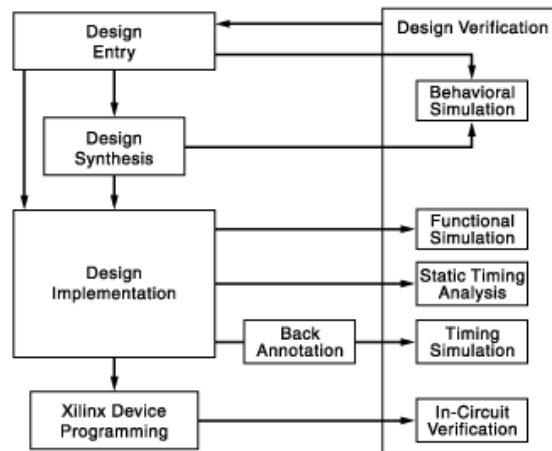 Design
Entry
Design Verification
Behavioral
Simulation
Design
Synthesis
Functional
Simulation
Design
Implementation
Static Timing
Analysis
Back
Annotation
Timing
Simulation
Xilinx Device
Programming
In-Circuit
Verification